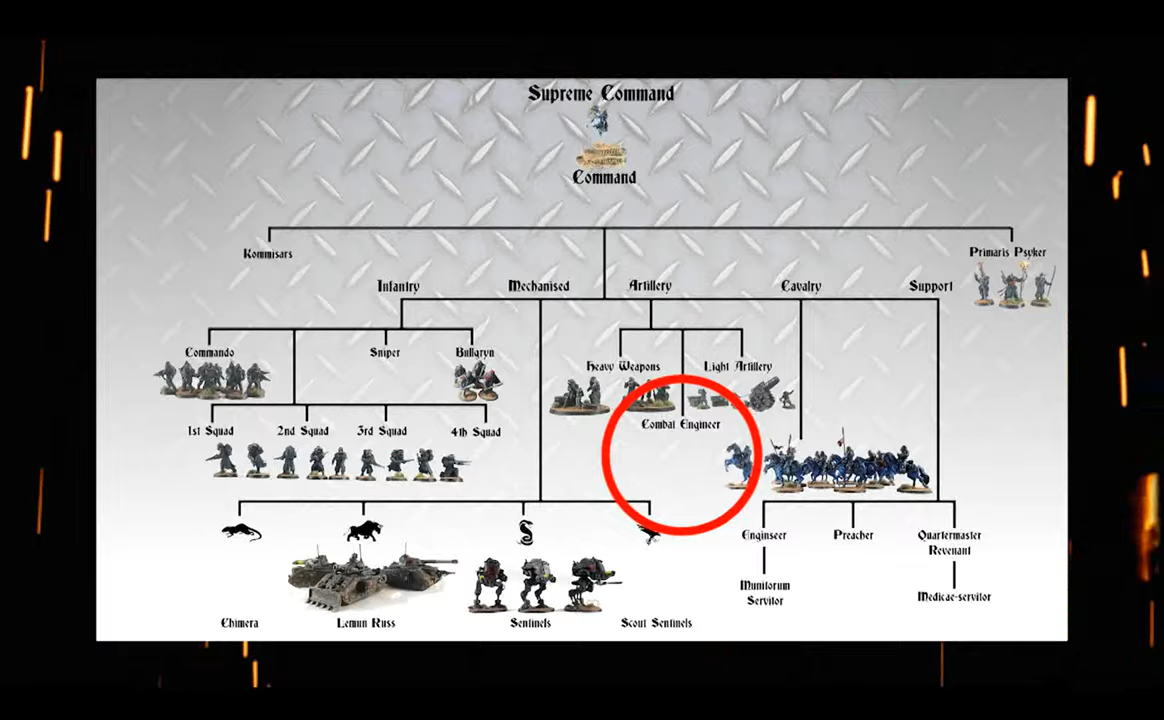 Supreme Command
Command
Kommisars
Primaris Psyker
Infantry
Mechanised
Artillery
Cavalry
Support
Commando
Sniper
Bullgryn
Heavy Weapons
Light Artillery
Combat Engineer
1st Squad
2nd Squad
3rd Squad
4th Squad
Enginseer
Preacher
Quartermaster
Revenant
Munitorum
Servitor
Medicae-servitor
Chimera
Lemun Russ
Sentinels
Scout Sentinels